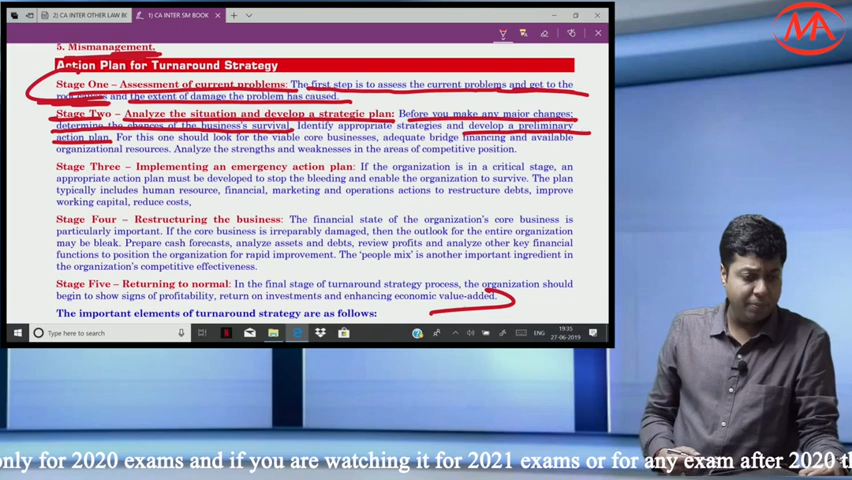 2) CA INTER OTHER LAW BO
1) CA INTER SM BOOK
MA
5. Mismanagement.
Action Plan for Turnaround Strategy
Stage One – Assessment of current problems: The first step is to assess the current problems and get to the
root causes and the extent of damage the problem has caused.
Stage Two – Analyze the situation and develop a strategic plan: Before you make any major changes;
determine the chances of the business's survival. Identify appropriate strategies and develop a preliminary
action plan. For this one should look for the viable core businesses, adequate bridge financing and available
organizational resources. Analyze the strengths and weaknesses in the areas of competitive position.
Stage Three – Implementing an emergency action plan: If the organization is in a critical stage, an
appropriate action plan must be developed to stop the bleeding and enable the organization to survive. The plan
typically includes human resource, financial, marketing and operations actions to restructure debts, improve
working capital, reduce costs,
Stage Four – Restructuring the business: The financial state of the organization's core business is
particularly important. If the core business is irreparably damaged, then the outlook for the entire organization
may be bleak. Prepare cash forecasts, analyze assets and debts, review profits and analyze other key financial
functions to position the organization for rapid improvement. The 'people mix' is another important ingredient in
the organization's competitive effectiveness.
Stage Five – Returning to normal: In the final stage of turnaround strategy process, the organization should
begin to show signs of profitability, return on investments and enhancing economic value-added.
The important elements of turnaround strategy are as follows:
Type here to search
ENG
19:35
27-06-2019
only for 2020 exams and if you are watching it for 2021 exams or for any exam after 2020 th